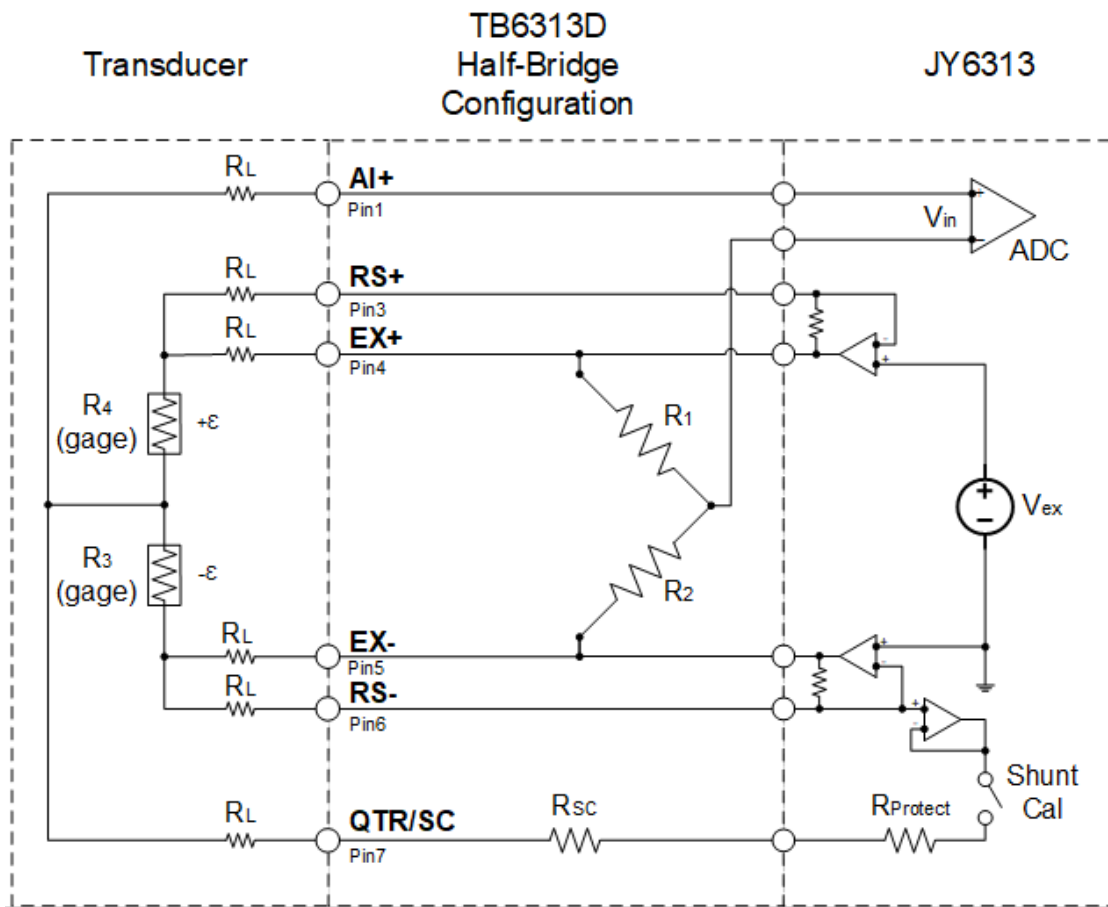 TB6313D
Half-Bridge
Configuration
Transducer
JY6313
RL
AI+
Pin1
Vin
+
−
ADC
RL
RS+
Pin3
RL
EX+
Pin4
-
+
R4
(gage)
+ε
R1
+
−
Vex
R3
(gage)
-ε
R2
RL
EX-
Pin5
+
-
RL
RS-
Pin6
+
-
Shunt
Cal
RL
QTR/SC
Pin7
RSC
RProtect